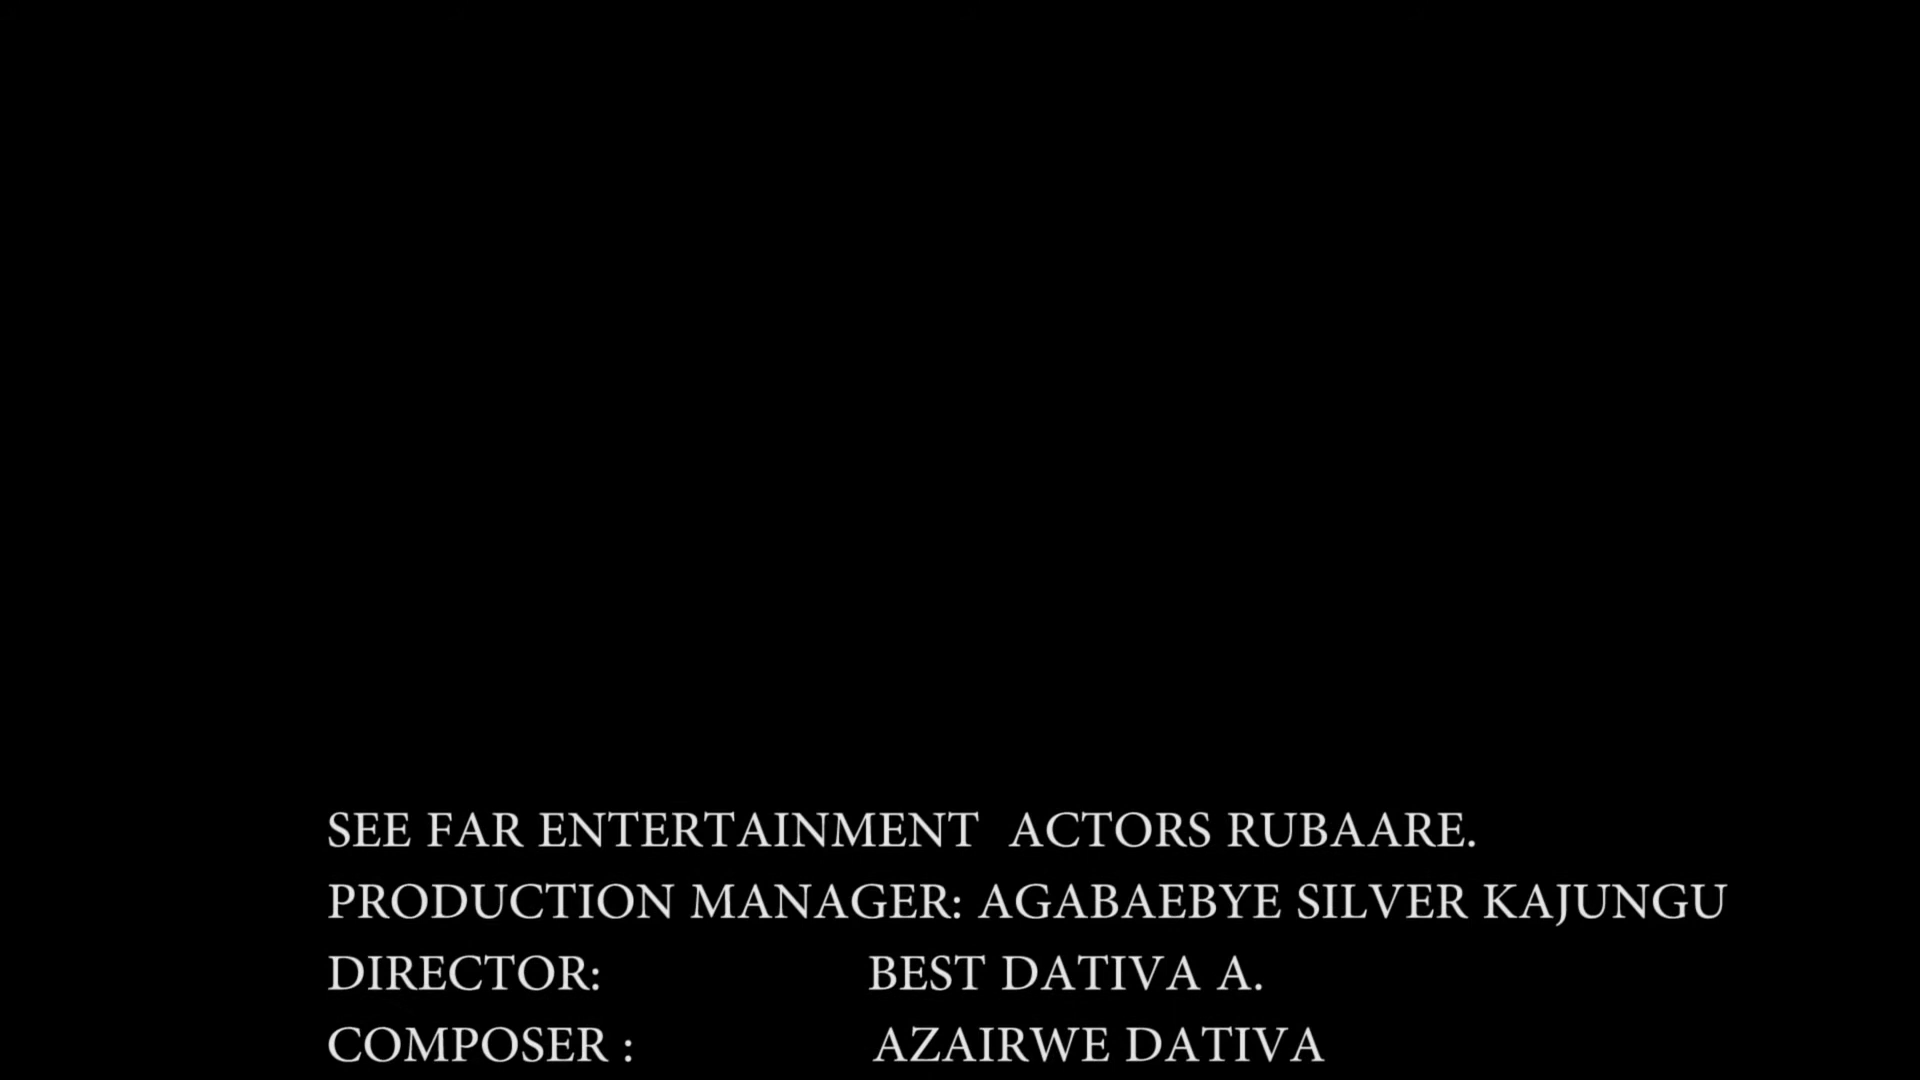 SEE FAR ENTERTAINMENT ACTORS RUBAARE.
PRODUCTION MANAGER: AGABAEBYE SILVER KAJUNGU
DIRECTOR: BEST DATIVA A.
COMPOSER : AZAIRWE DATIVA